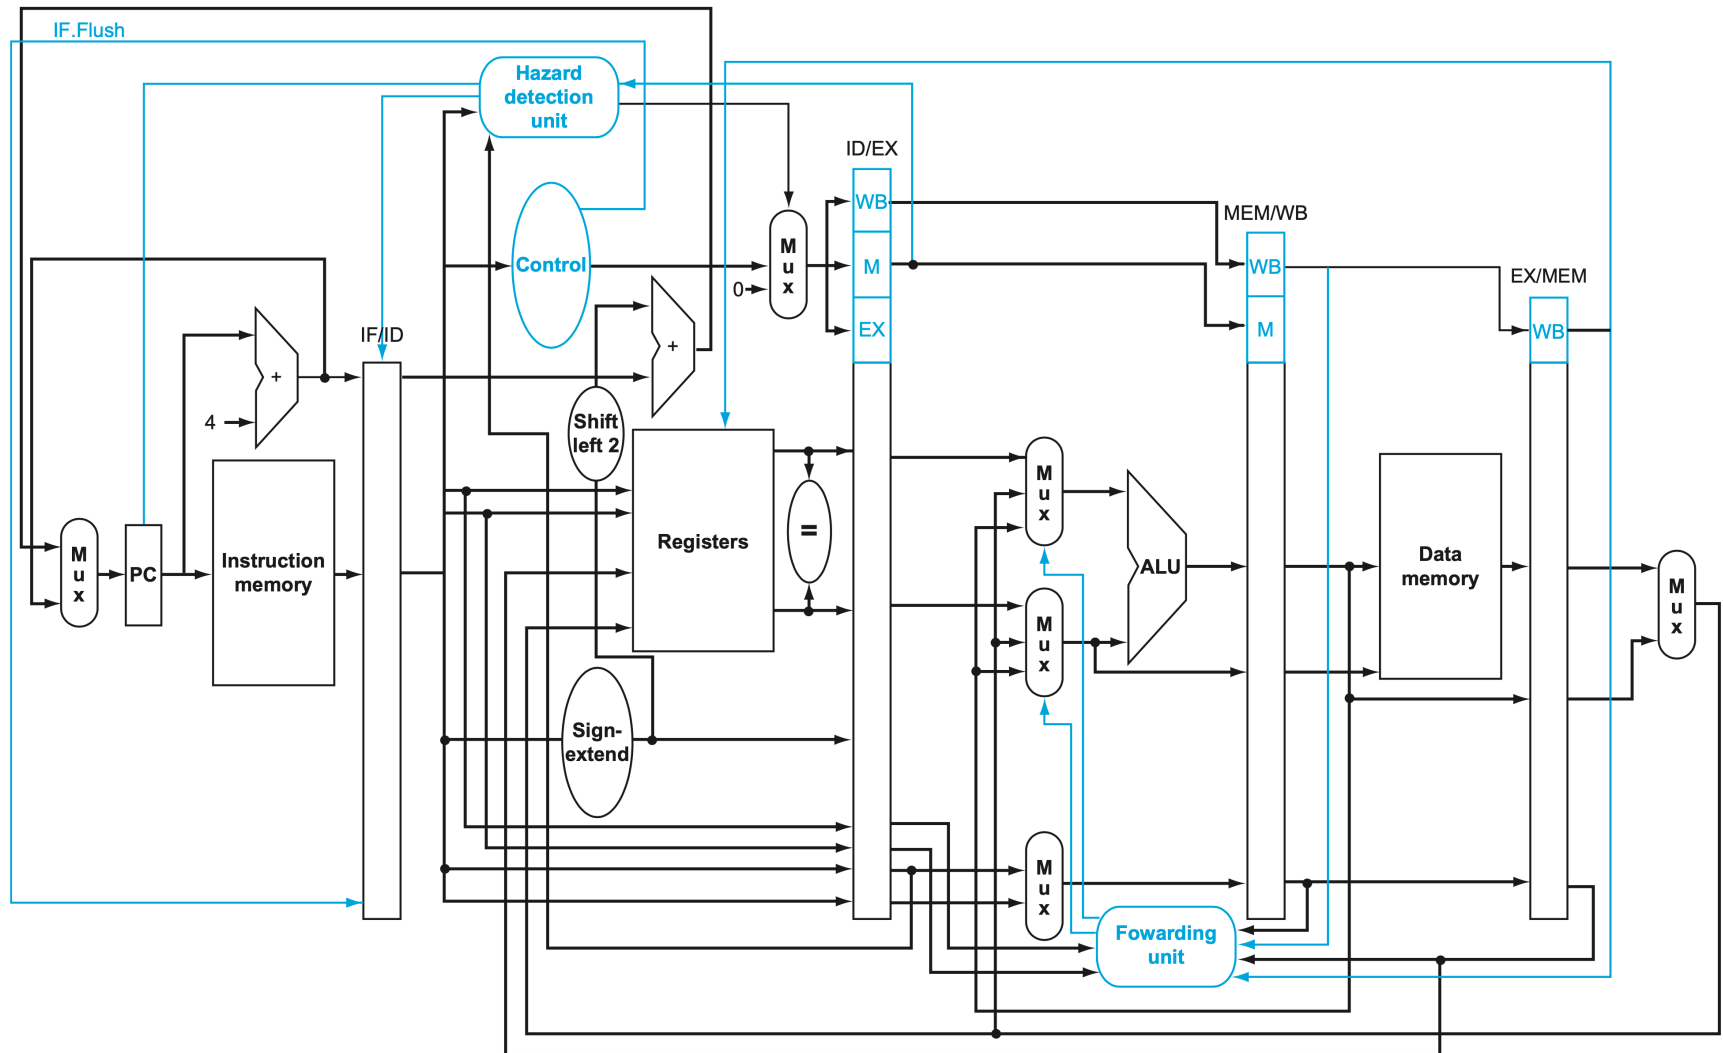 IF.Flush
Hazard
detection
unit
ID/EX
WB
MEM/WB
M
u
x
Control
M
WB
EX/MEM
0
IF/ID
EX
M
WB
+
+
4
Shift
left 2
M
u
x
M
u
x
PC
Instruction
memory
Registers
=
ALU
Data
memory
M
u
x
M
u
x
Sign-
extend
M
u
x
Fowarding
unit